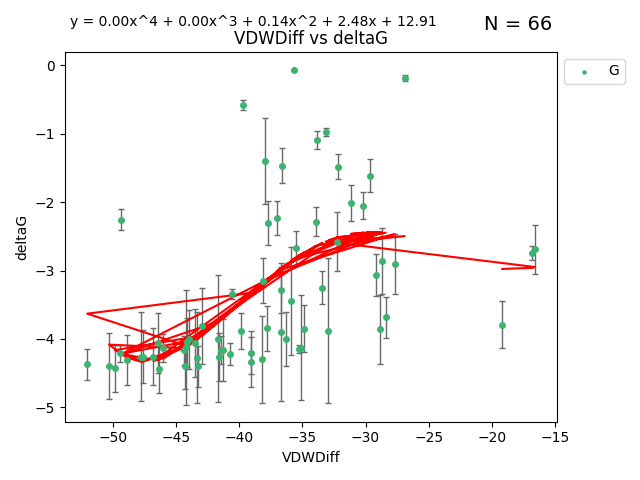 y = 0.00x^4 + 0.00x^3 + 0.14x^2 + 2.48x + 12.91
N = 66
VDWDiff vs deltaG
G
0
−1
−2
−3
−4
−5
deltaG
−50 −45 −40 −35 −30 −25 −20 −15
VDWDiff